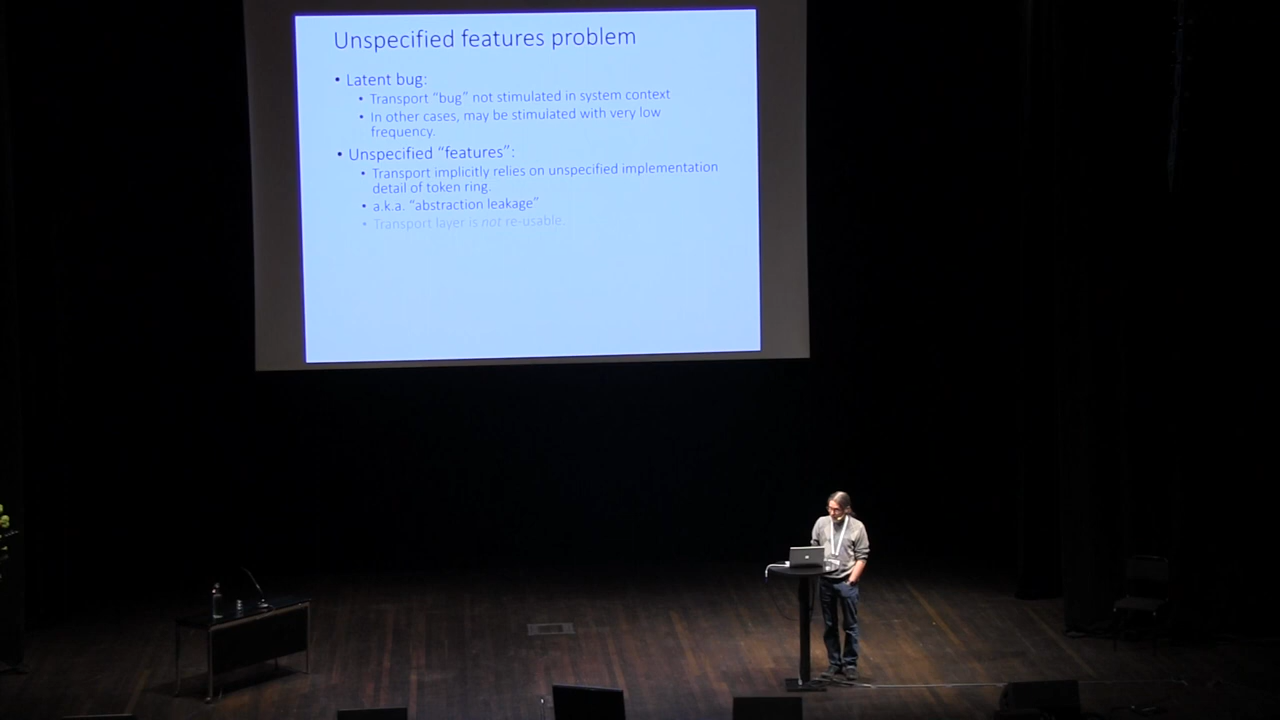 Unspecified features problem
• Latent bug:
• Transport “bug” not stimulated in system context
• In other cases, may be stimulated with very low
frequency.
• Unspecified “features”:
• Transport implicitly relies on unspecified implementation
detail of token ring.
• a.k.a. “abstraction leakage”
• Transport layer is not re-usable.